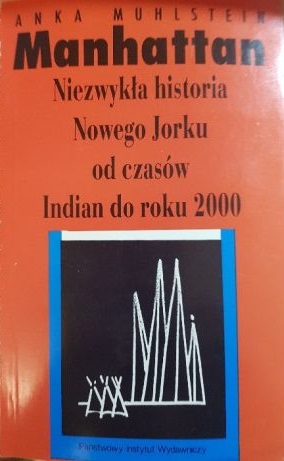 ANKA MUHLSTEIN
Manhattan
Niezwykła historia
Nowego Jorku
od czasów
Indian do roku 2000
Państwowy Instytut Wydawniczy